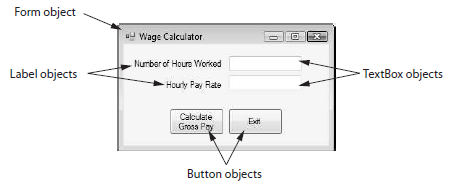 Form object
Wage Calculator
Number of Hours Worked
Label objects
TextBox objects
Hourly Pay Rate
Calculate
Gross Pay
Exit
Button objects